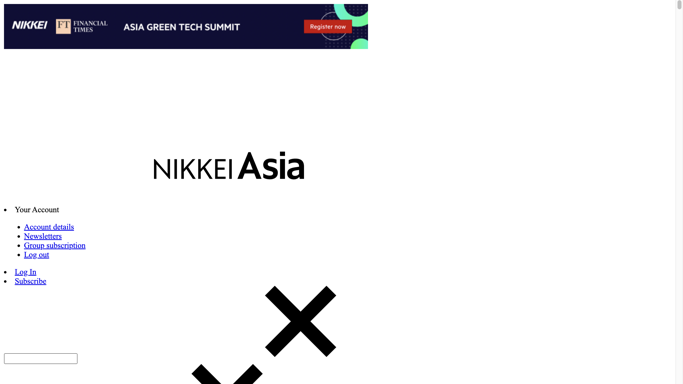 NIKKEI FT FINANCIAL TIMES ASIA GREEN TECH SUMMIT Register now
NIKKEI Asia
Your Account
Account details
Newsletters
Group subscription
Log out
Log In
Subscribe